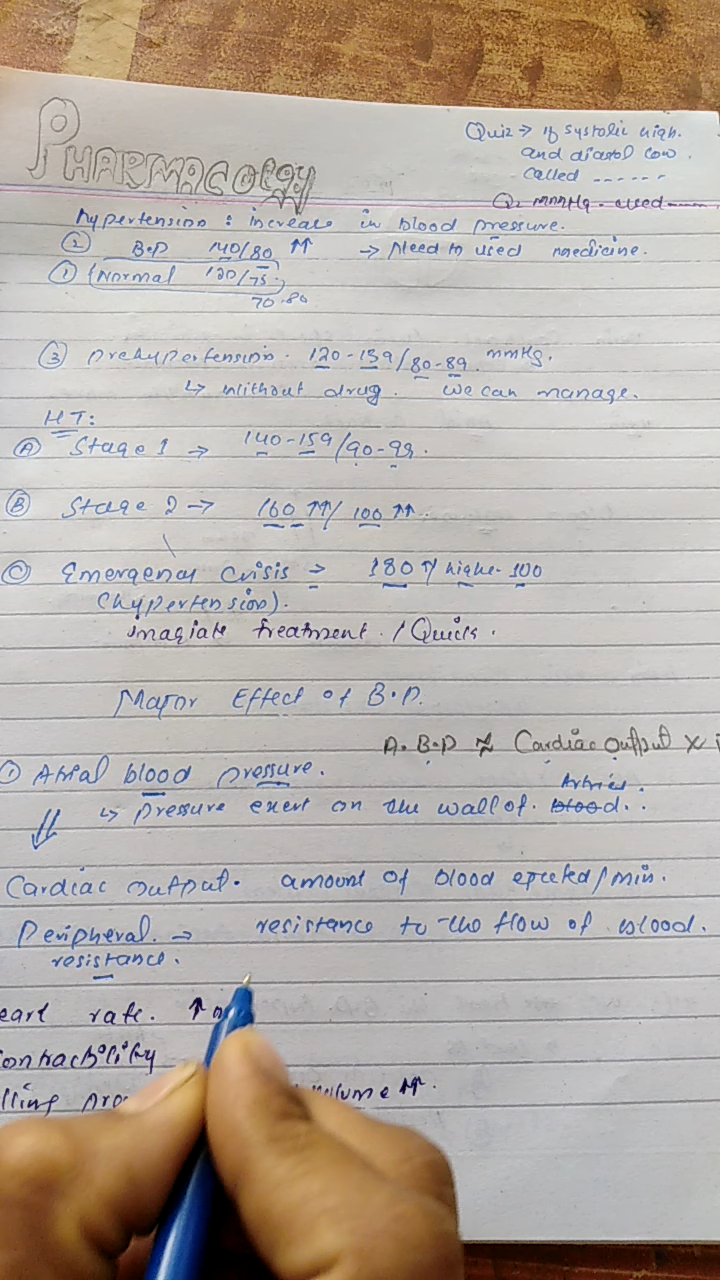 PHARMACOLOGY
Quiz → if systolic high.
and diastol low.
called ------
Q. mmHg - used ----
hypertension : increase in blood pressure.
② B.P 140/80 ↑↑ → Need to used medicine.
① (Normal 120/75)
70-80
③ prehypertension. 120-139/80-89. mmHg.
↳ without drug. we can manage.
HT:
Ⓐ Stage 1 → 140-159/90-99.
Ⓑ Stage 2 → 160 ↑↑/ 100 ↑↑.
Ⓒ Emergency Crisis → 180 ↑/ higher 100
(hypertension).
imagiate treatment. / Quick.
Major Effect of B.P.
A.B.P ≈ Cardiac output ×
① Atrial blood pressure.
↳ pressure exert on the wall of. Artries.
Cardiac output. amount of blood ejected/min.
Peripheral. → resistance to the flow of blood.
resistance.
eart rate. ↑
ontractility
lling pre volume ↑↑.